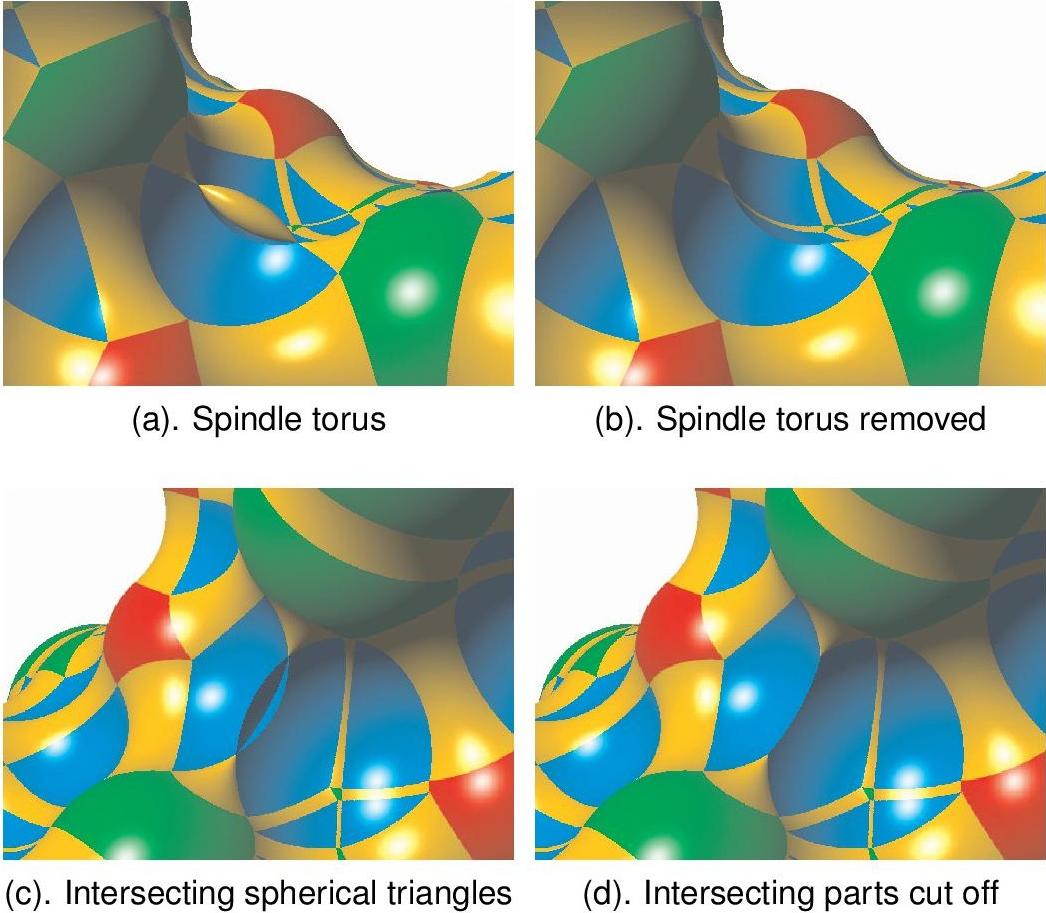 (a). Spindle torus
(b). Spindle torus removed
(c). Intersecting spherical triangles
(d). Intersecting parts cut off